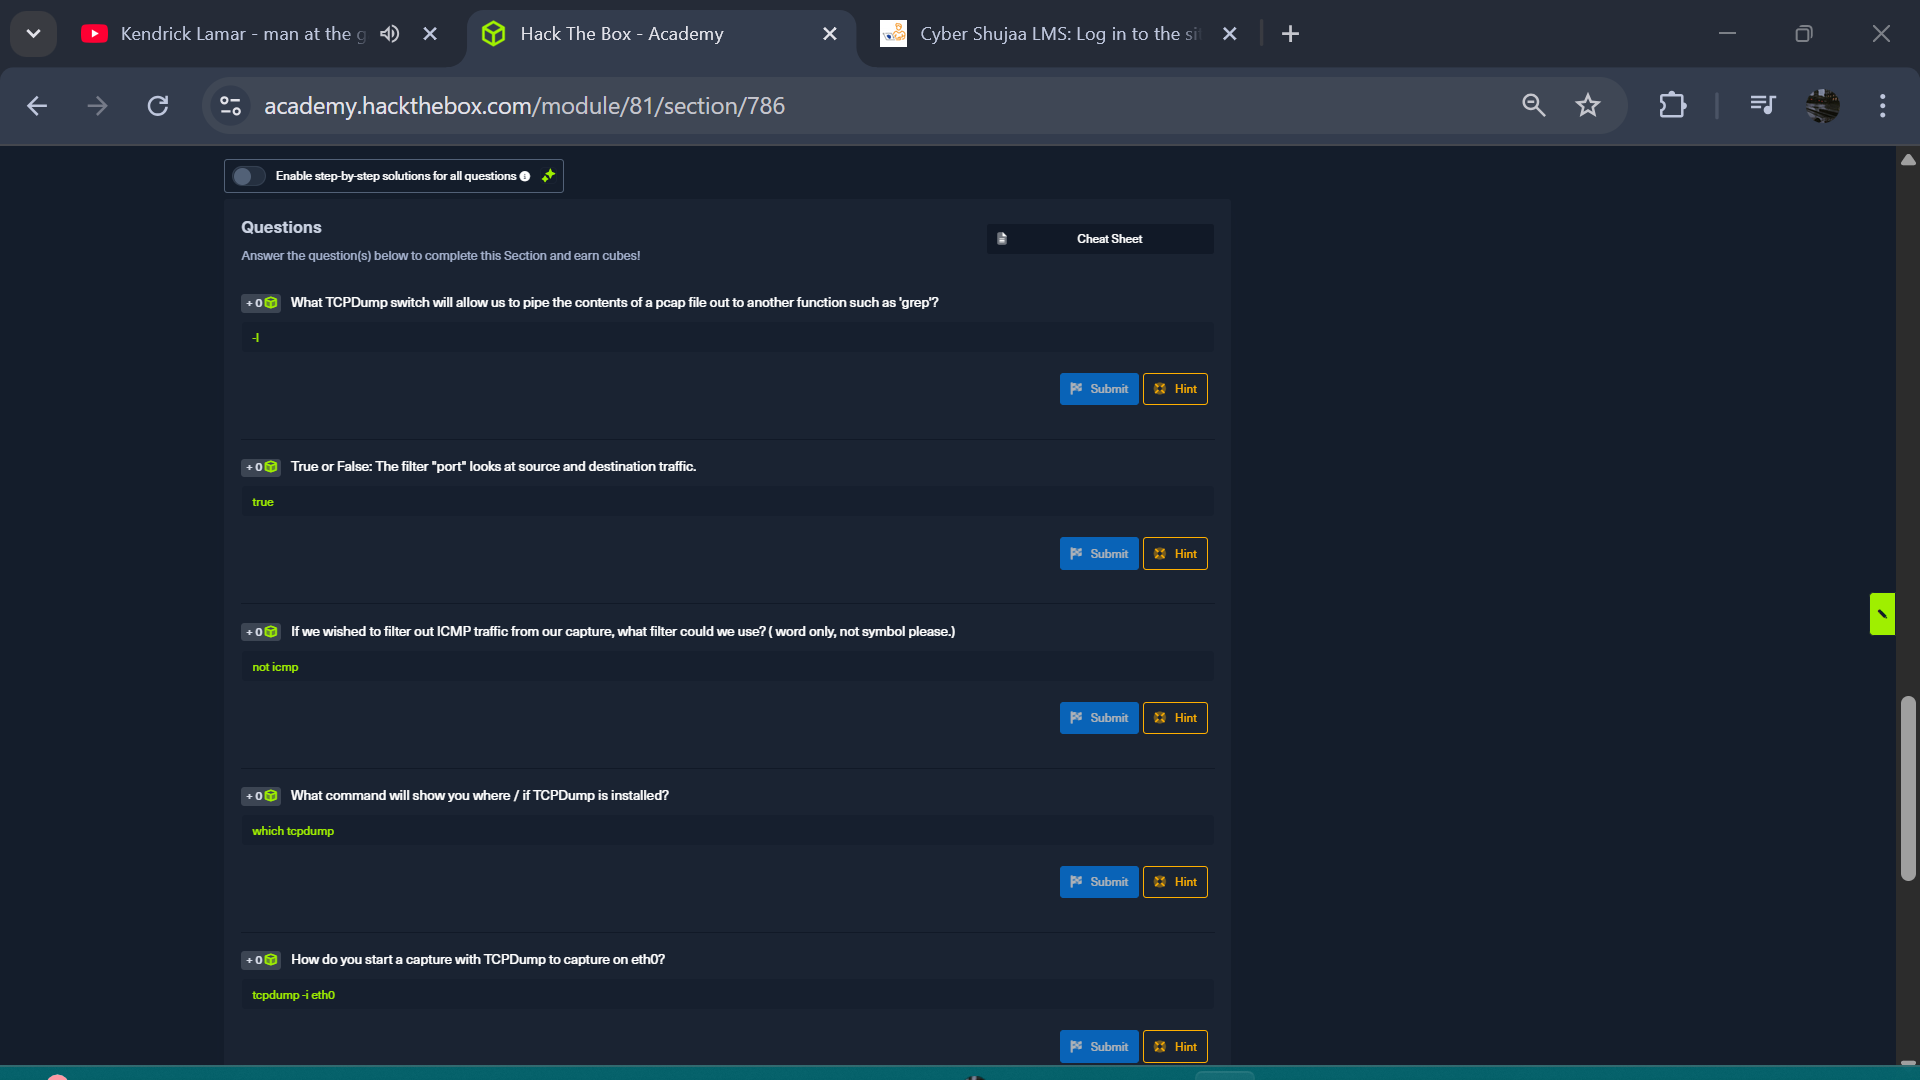 Kendrick Lamar - man at the g
Hack The Box - Academy
Cyber Shujaa LMS: Log in to the sit
academy.hackthebox.com/module/81/section/786
Enable step-by-step solutions for all questions
Questions
Cheat Sheet
Answer the question(s) below to complete this Section and earn cubes!
+ 0 What TCPDump switch will allow us to pipe the contents of a pcap file out to another function such as 'grep'?
-l
Submit Hint
+ 0 True or False: The filter "port" looks at source and destination traffic.
true
Submit Hint
+ 0 If we wished to filter out ICMP traffic from our capture, what filter could we use? ( word only, not symbol please.)
not icmp
Submit Hint
+ 0 What command will show you where / if TCPDump is installed?
which tcpdump
Submit Hint
+ 0 How do you start a capture with TCPDump to capture on eth0?
tcpdump -i eth0
Submit Hint